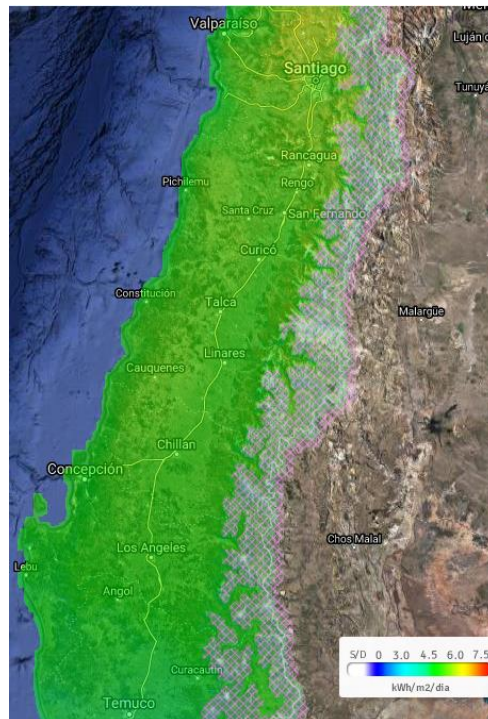 Valparaíso
Luján d
Santiago
Tunuyá
Rancagua
Pichilemu
Rengo
Santa Cruz
San Fernando
Curicó
Constitución
Talca
Malargüe
Linares
Cauquenes
Chillán
Concepción
Chos Malal
Los Angeles
Lebu
Angol
S/D 0 3.0 4.5 6.0 7.5
kWh/m2/dia
Curacautín
Temuco